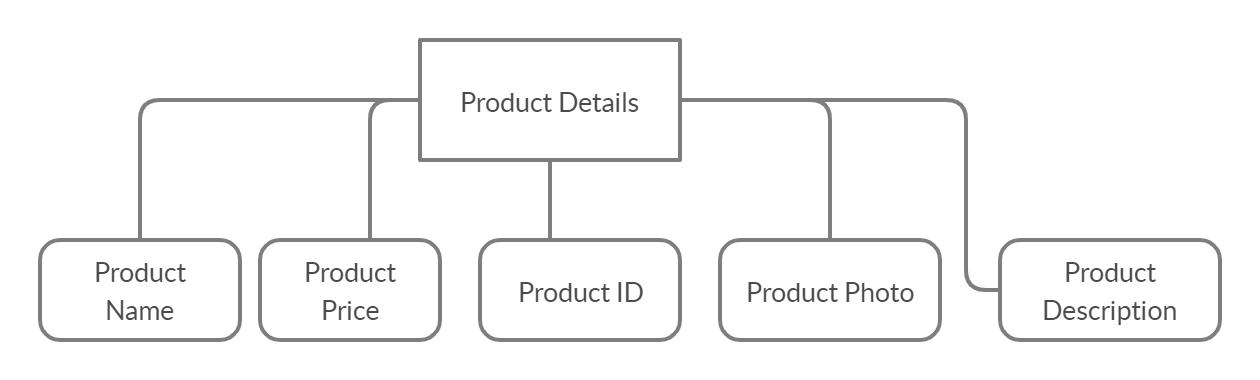 Product Details
Product
Name
Product
Price
Product ID
Product Photo
Product
Description